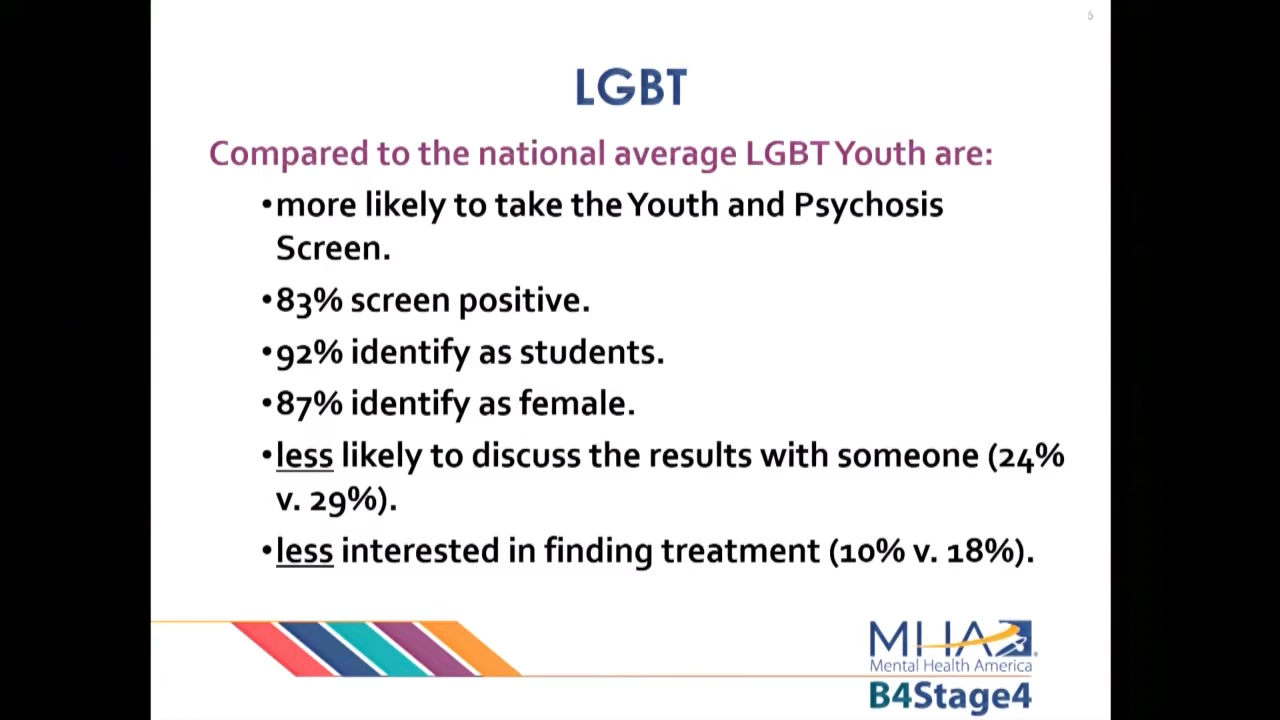 6
LGBT
Compared to the national average LGBT Youth are:
•more likely to take the Youth and Psychosis
Screen.
•83% screen positive.
•92% identify as students.
•87% identify as female.
•less likely to discuss the results with someone (24%
v. 29%).
•less interested in finding treatment (10% v. 18%).
MHA®
Mental Health America
B4Stage4